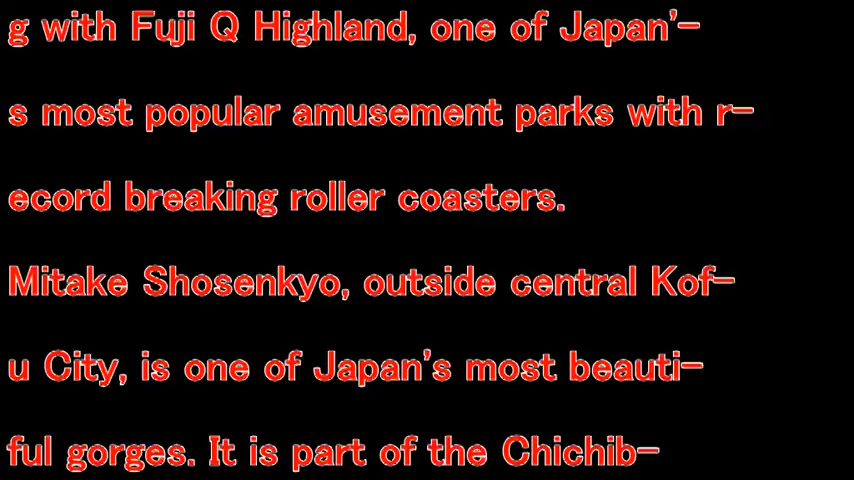 g with Fuji Q Highland, one of Japan’-
s most popular amusement parks with r-
ecord breaking roller coasters.
Mitake Shosenkyo, outside central Kof-
u City, is one of Japan’s most beauti-
ful gorges. It is part of the Chichib-